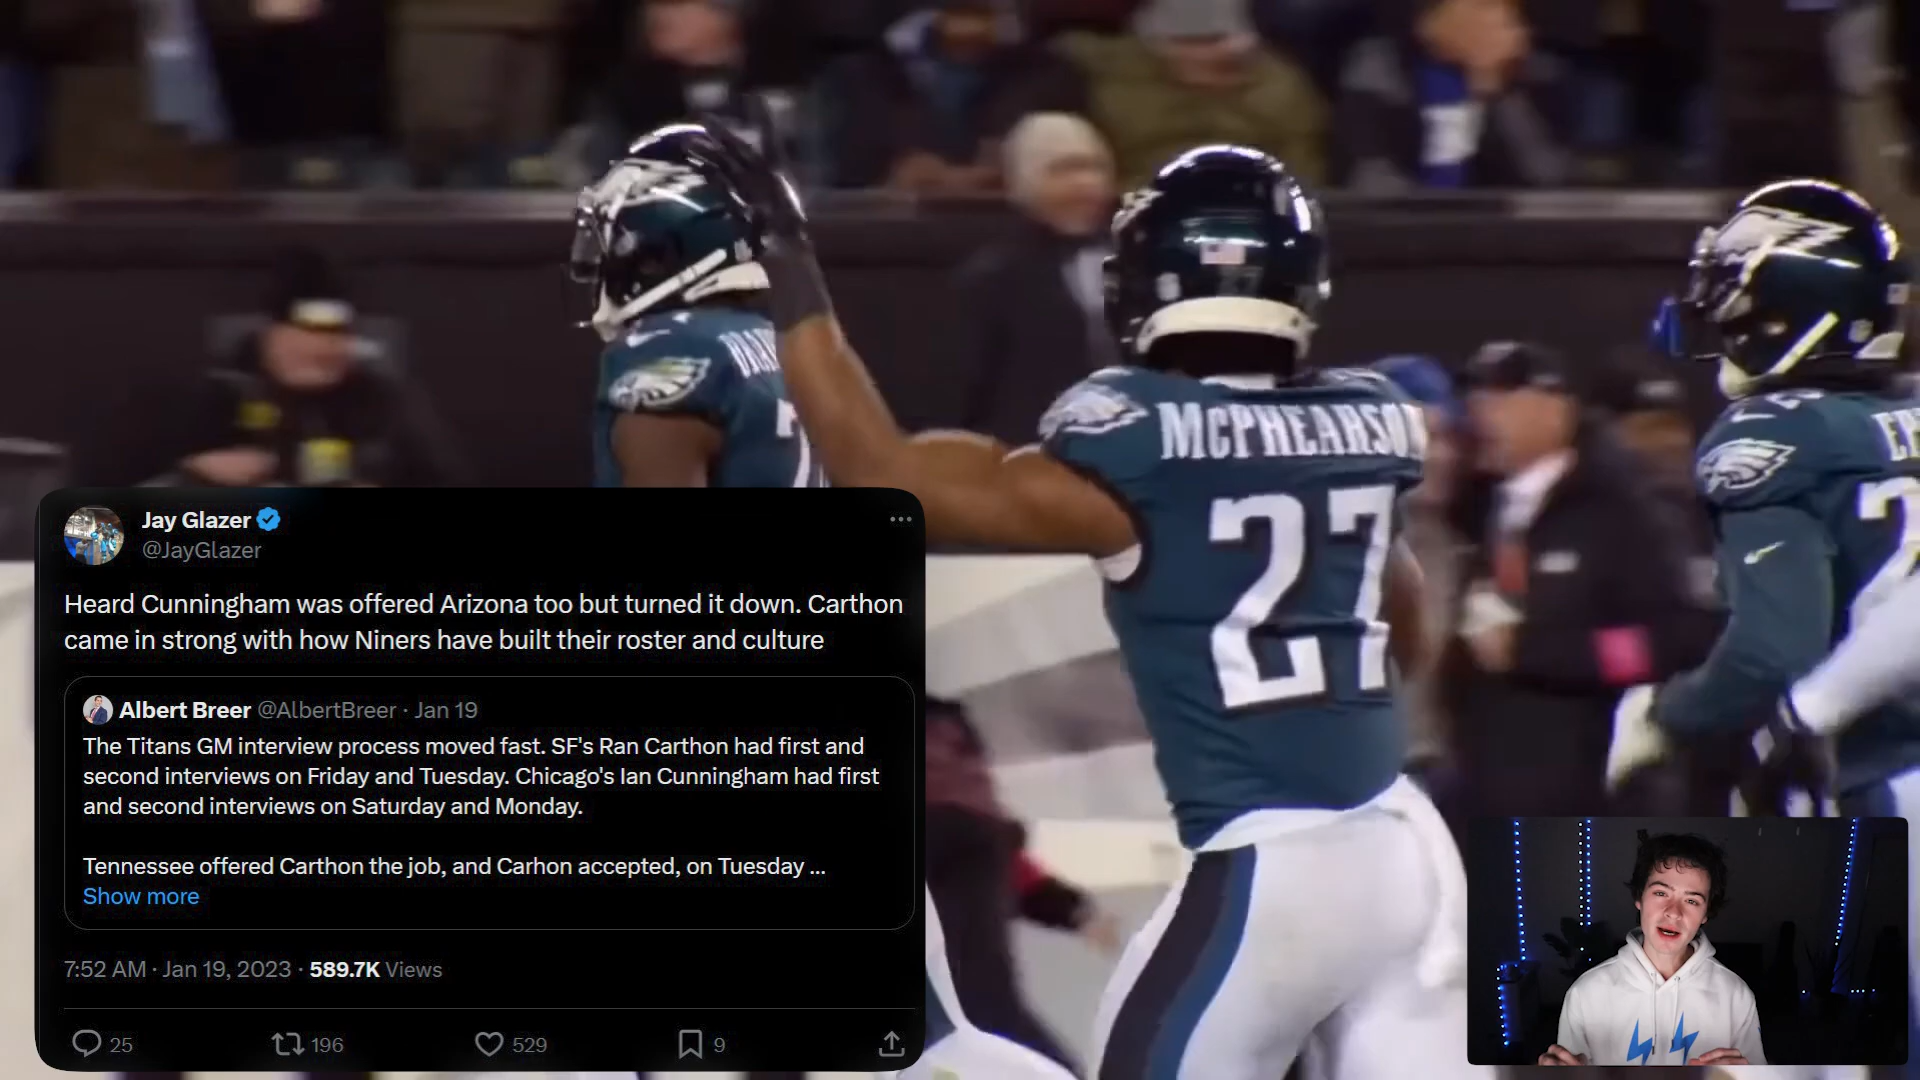 McPHEARSON
27
27
Jay Glazer
@JayGlazer
Heard Cunningham was offered Arizona too but turned it down. Carthon
came in strong with how Niners have built their roster and culture
Albert Breer @AlbertBreer · Jan 19
The Titans GM interview process moved fast. SF's Ran Carthon had first and
second interviews on Friday and Tuesday. Chicago's Ian Cunningham had first
and second interviews on Saturday and Monday.
Tennessee offered Carthon the job, and Carhon accepted, on Tuesday ...
Show more
7:52 AM · Jan 19, 2023 · 589.7K Views
25 196 529 9